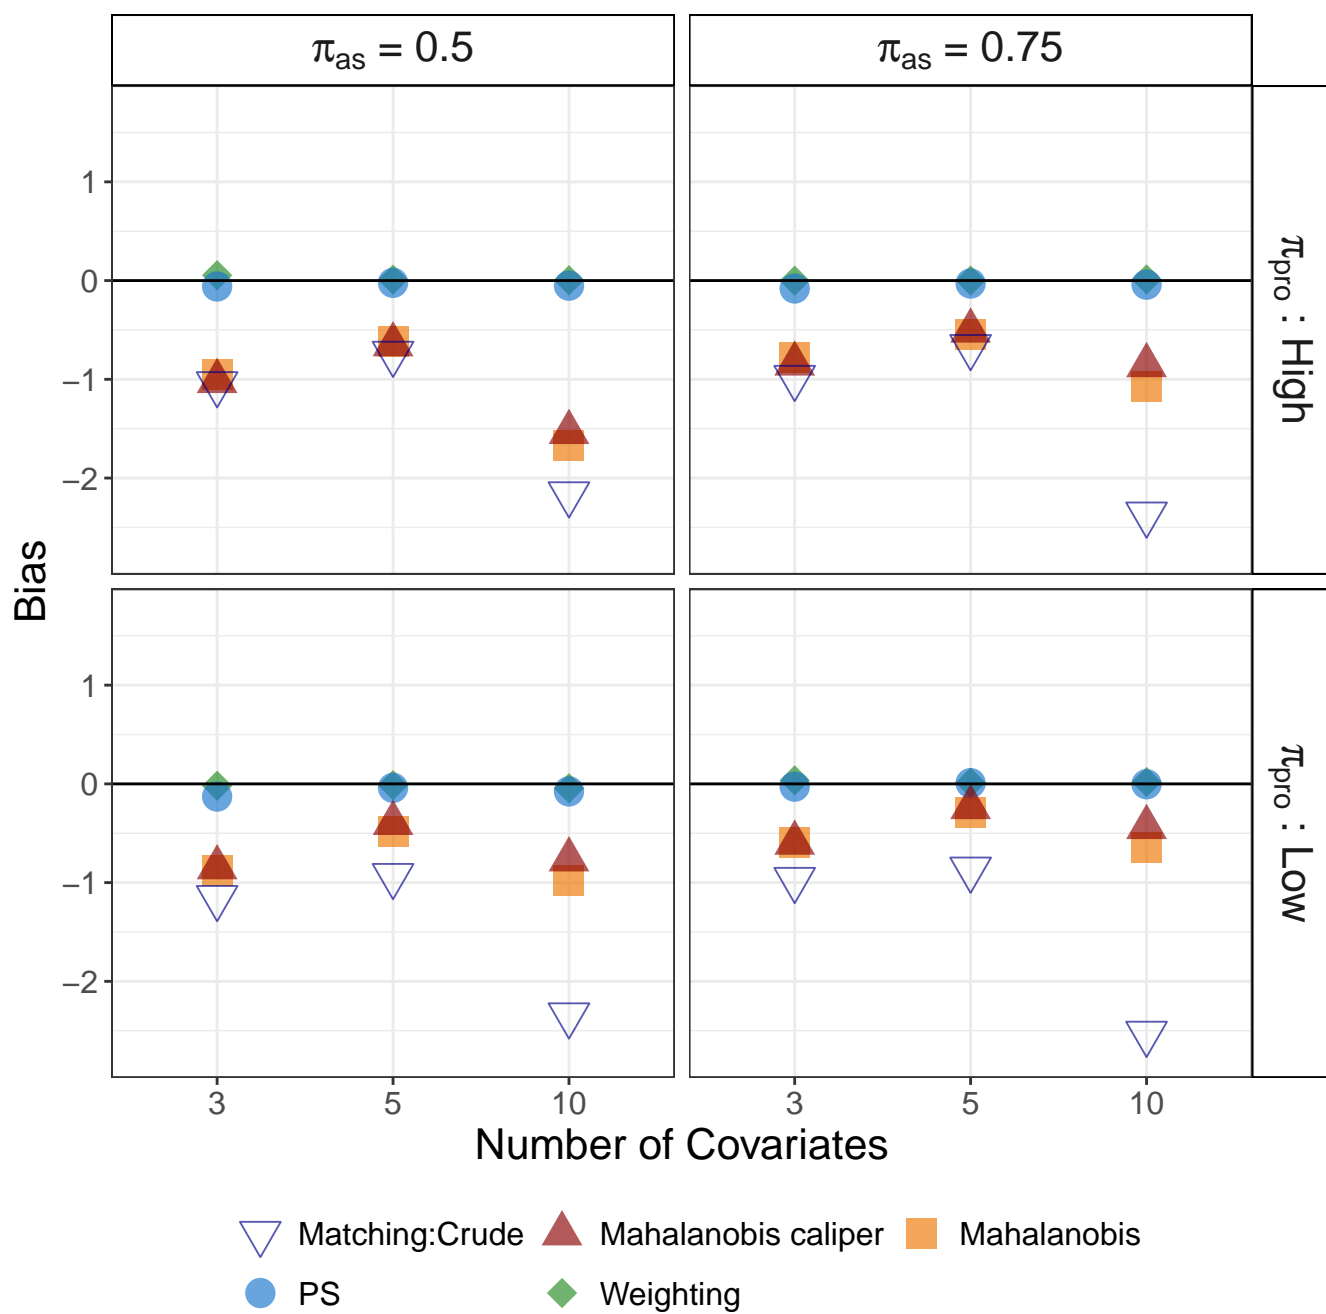 π_as = 0.5
π_as = 0.75
1
0
−1
−2
π_pro : High
1
0
−1
−2
π_pro : Low
Bias
3 5 10
3 5 10
Number of Covariates
Matching:Crude
Mahalanobis caliper
Mahalanobis
PS
Weighting